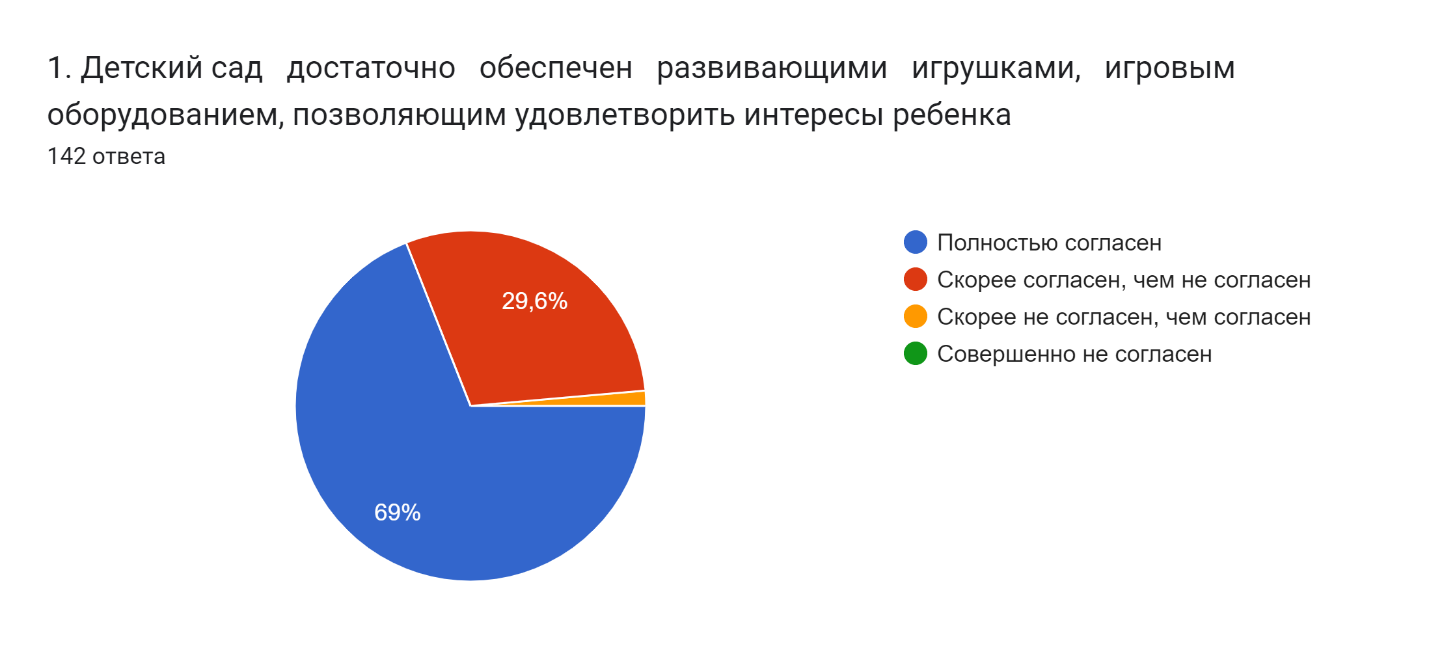 1. Детский сад достаточно обеспечен развивающими игрушками, игровым
оборудованием, позволяющим удовлетворить интересы ребенка
142 ответа
Полностью согласен
Скорее согласен, чем не согласен
Скорее не согласен, чем согласен
Совершенно не согласен
29,6%
69%